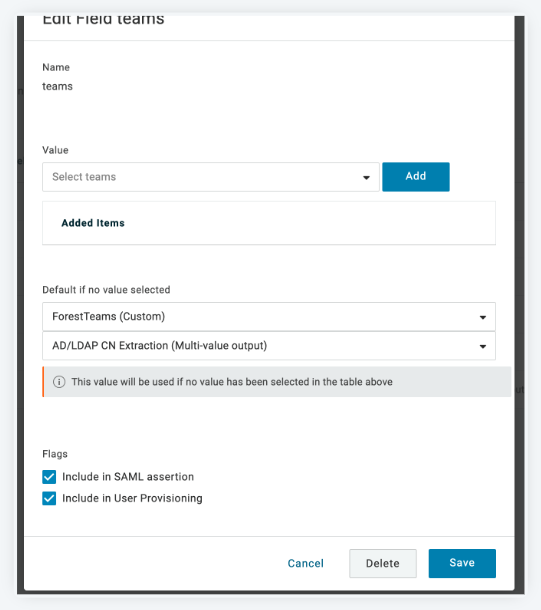 Edit Field teams
Name
teams
Value
Select teams
Add
Added Items
Default if no value selected
ForestTeams (Custom)
AD/LDAP CN Extraction (Multi-value output)
This value will be used if no value has been selected in the table above
Flags
Include in SAML assertion
Include in User Provisioning
Cancel
Delete
Save